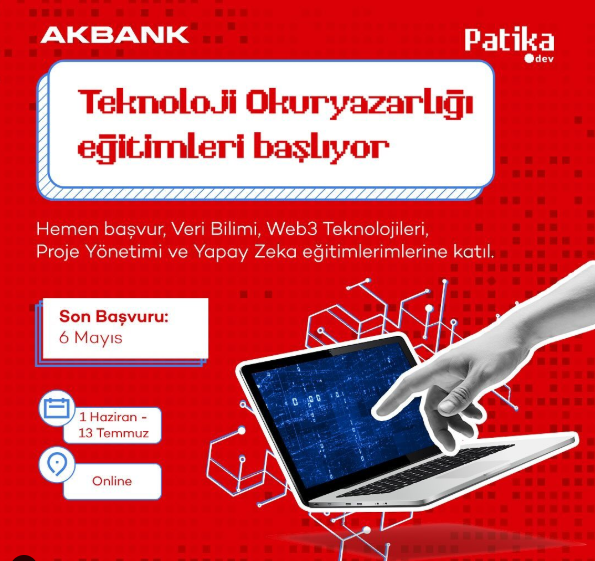 AKBANK
Patika
dev
Teknoloji Okuryazarlığı
eğitimleri başlıyor
Hemen başvur, Veri Bilimi, Web3 Teknolojileri,
Proje Yönetimi ve Yapay Zeka eğitimlerimlerine katıl.
Son Başvuru:
6 Mayıs
1 Haziran -
13 Temmuz
Online